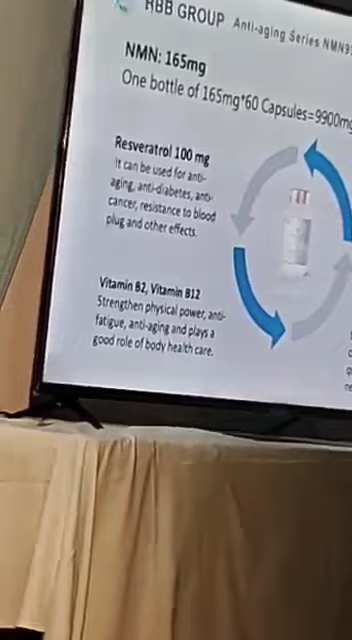 RBB GROUP Anti-aging Series
NMN: 165mg
One bottle of 165mg*60 Capsules=9900mg
Resveratrol 100 mg
it can be used for anti-
aging, anti-diabetes, anti-
cancer, resistance to blood
plug and other effects.
Vitamin B2, Vitamin B12
Strengthen physical power, anti-
fatigue, anti-aging and plays a
good role of body health care.